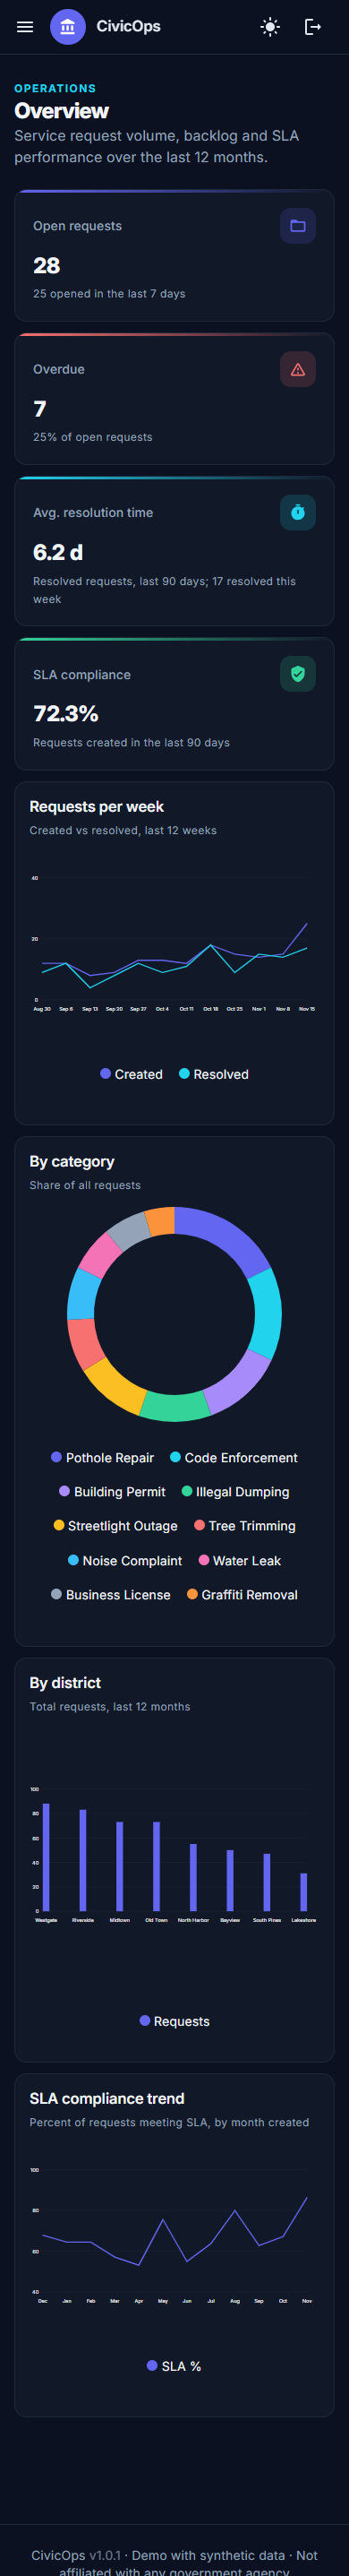 CivicOps
OPERATIONS
Overview
Service request volume, backlog and SLA
performance over the last 12 months.
Open requests
28
25 opened in the last 7 days
Overdue
7
25% of open requests
Avg. resolution time
6.2 d
Resolved requests, last 90 days; 17 resolved this
week
SLA compliance
72.3%
Requests created in the last 90 days
Requests per week
Created vs resolved, last 12 weeks
40
20
0
Aug 30 Sep 6 Sep 13 Sep 20 Sep 27 Oct 4 Oct 11 Oct 18 Oct 25 Nov 1 Nov 8 Nov 15
Created Resolved
By category
Share of all requests
Pothole Repair Code Enforcement
Building Permit Illegal Dumping
Streetlight Outage Tree Trimming
Noise Complaint Water Leak
Business License Graffiti Removal
By district
Total requests, last 12 months
100
80
60
40
20
0
Westgate Riverside Midtown Old Town North Harbor Bayview South Pines Lakeshore
Requests
SLA compliance trend
Percent of requests meeting SLA, by month created
100
80
60
40
Dec Jan Feb Mar Apr May Jun Jul Aug Sep Oct Nov
SLA %
CivicOps v1.0.1 · Demo with synthetic data · Not
affiliated with any government agency